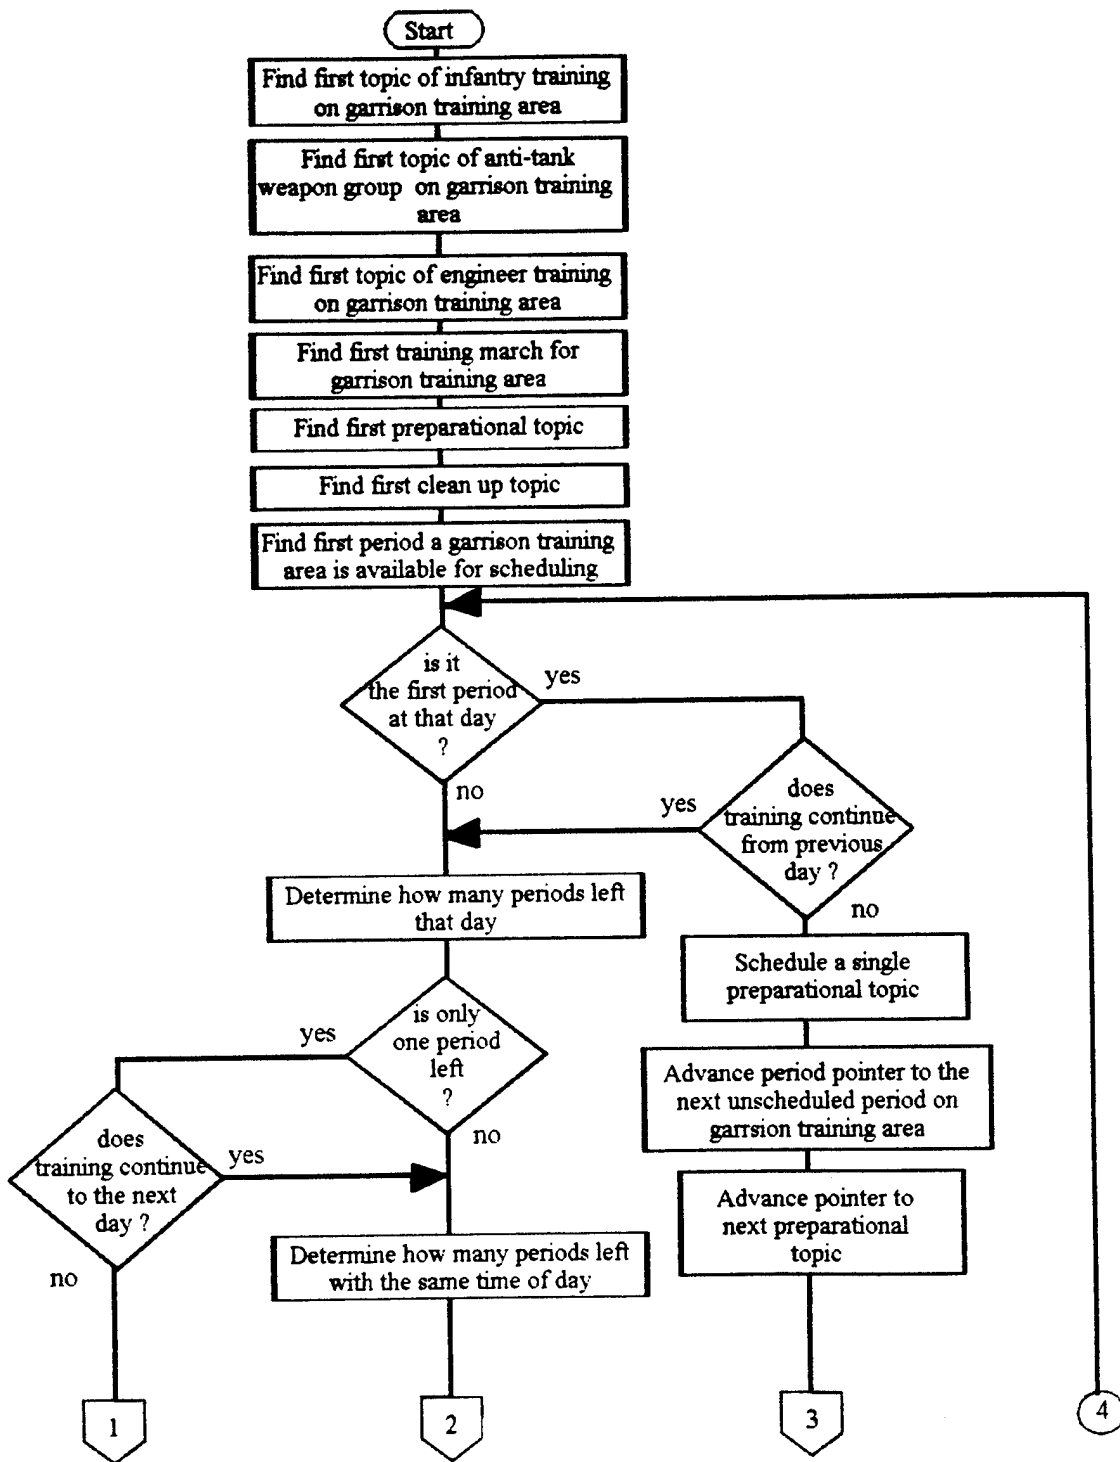 Start
Find first topic of infantry training
on garrison training area
Find first topic of anti-tank
weapon group on garrison training
area
Find first topic of engineer training
on garrison training area
Find first training march for
garrison training area
Find first preparational topic
Find first clean up topic
Find first period a garrison training
area is available for scheduling
is it
the first period
at that day
?
yes
no
does
training continue
from previous
day ?
yes
no
Determine how many periods left
that day
Schedule a single
preparational topic
is only
one period
left
?
yes
no
Advance period pointer to the
next unscheduled period on
garrsion training area
does
training continue
to the next
day ?
yes
no
Advance pointer to
next preparational
topic
Determine how many periods left
with the same time of day
1
2
3
4